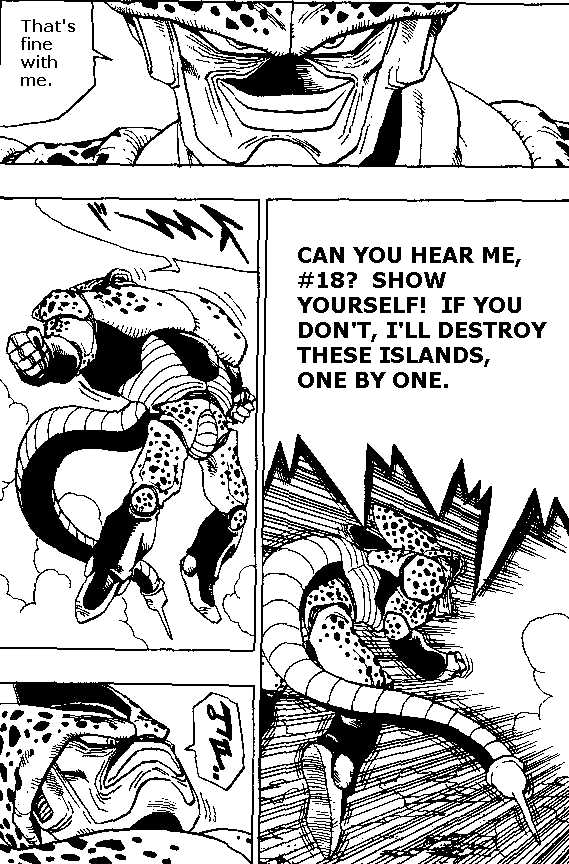 That's
fine
with
me.
CAN YOU HEAR ME,
#18?  SHOW
YOURSELF!  IF YOU
DON'T, I'LL DESTROY
THESE ISLANDS,
ONE BY ONE.